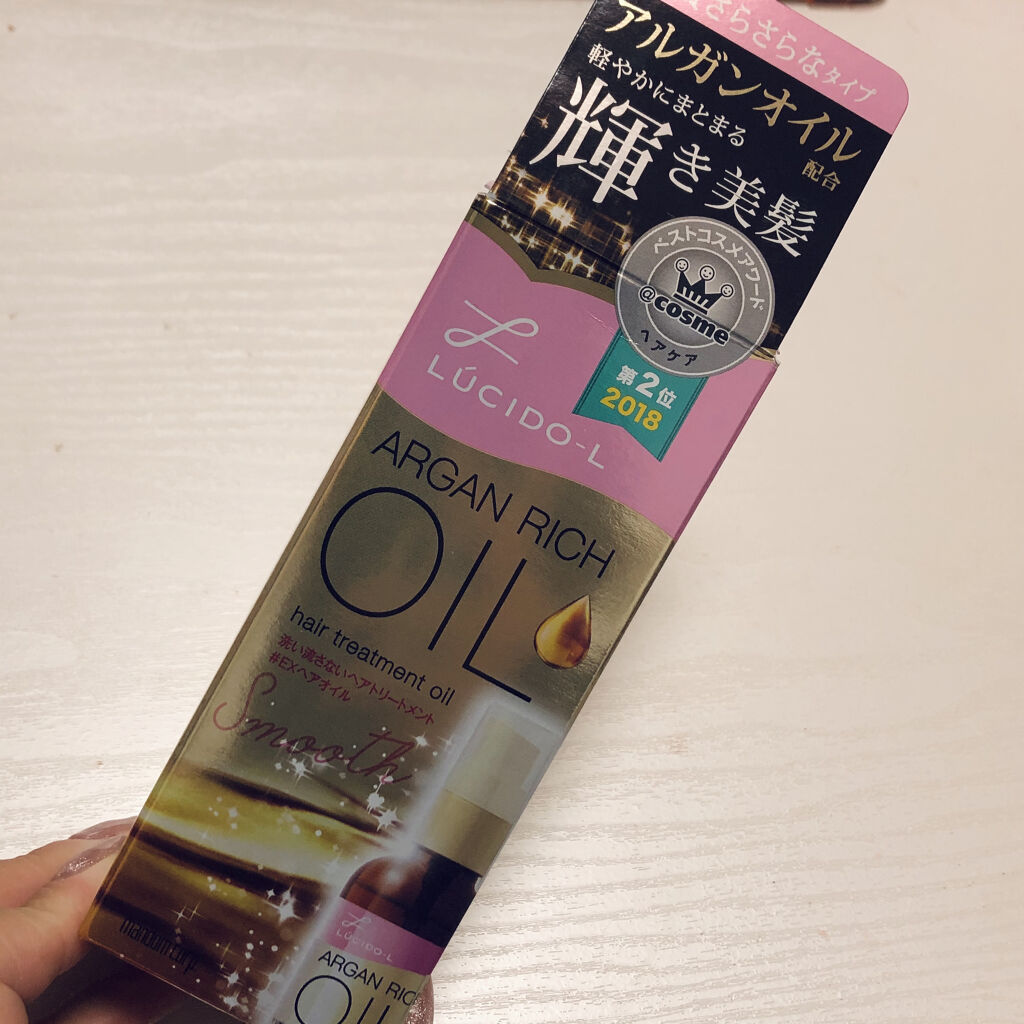 さらさらなタイプ
アルガンオイル
配合
軽やかにまとまる
輝き美髪
ベストコスメアワード
@cosme
ヘアケア
第2位
2018
LÚCIDO-L
ARGAN RICH
OIL
hair treatment oil
洗い流さないヘアトリートメント
#EXヘアオイル
Smooth
mandom corp
LÚCIDO-L
ARGAN RIC
OIL